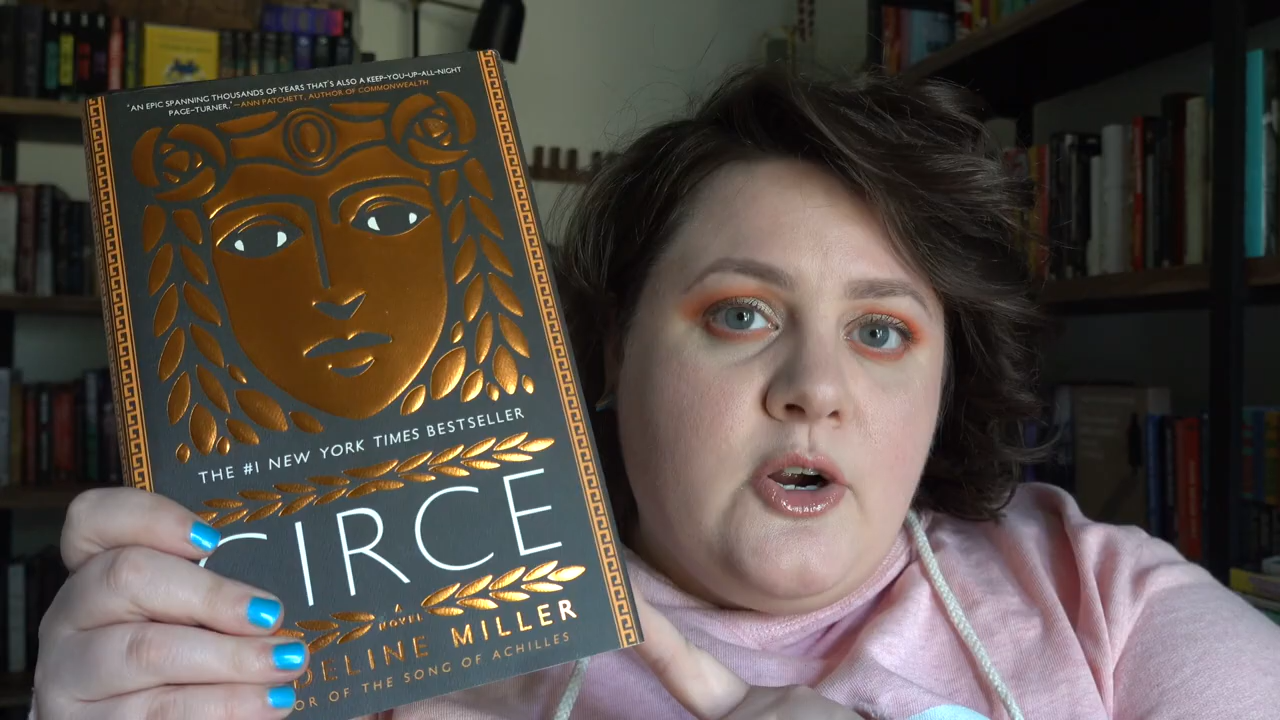 "AN EPIC SPANNING THOUSANDS OF YEARS THAT'S ALSO A KEEP-YOU-UP-ALL-NIGHT
PAGE-TURNER." —ANN PATCHETT, AUTHOR OF COMMONWEALTH
THE #1 NEW YORK TIMES BESTSELLER
CIRCE
A
NOVEL
DELINE MILLER
OR OF THE SONG OF ACHILLES